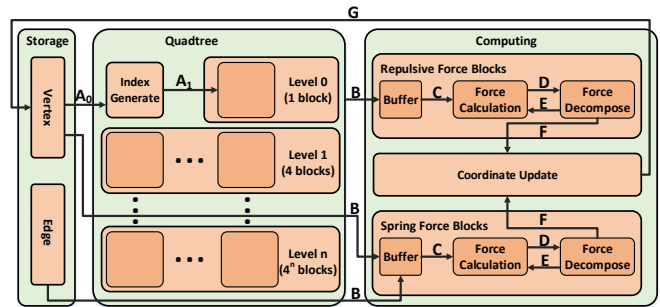 G
Storage
Quadtree
Computing
Vertex
A0
Index
Generate
A1
Level 0
(1 block)
B
Repulsive Force Blocks
Buffer
C
Force
Calculation
D
E
Force
Decompose
F
Level 1
(4 blocks)
Coordinate Update
Edge
B
Level n
(4^n blocks)
B
Spring Force Blocks
Buffer
C
Force
Calculation
D
E
Force
Decompose
F